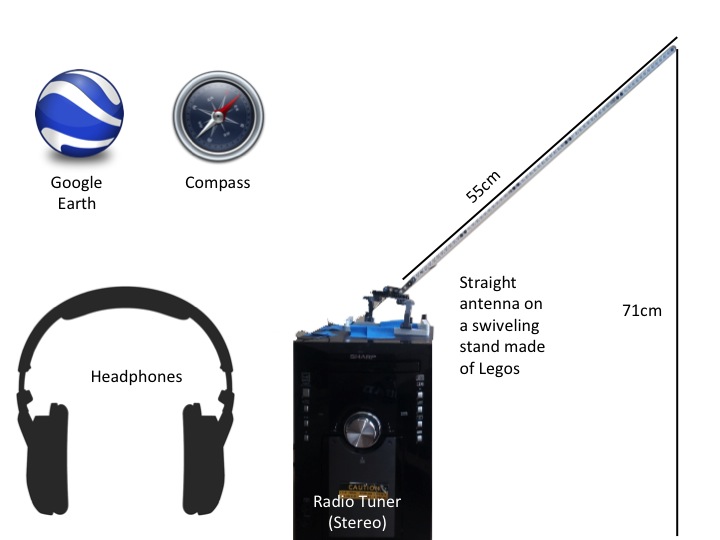 Google
Earth
Compass
55cm
Straight
antenna on
a swiveling
stand made
of Legos
71cm
Headphones
SHARP
CAUTION
Radio Tuner
(Stereo)